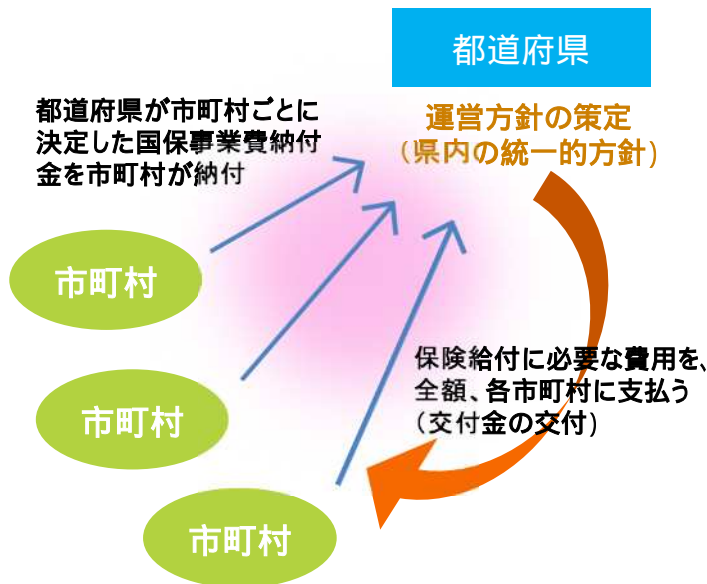 都道府県
都道府県が市町村ごとに
決定した国保事業費納付
金を市町村が納付
運営方針の策定
(県内の統一的方針)
市町村
市町村
市町村
保険給付に必要な費用を、
全額、各市町村に支払う
(交付金の交付)